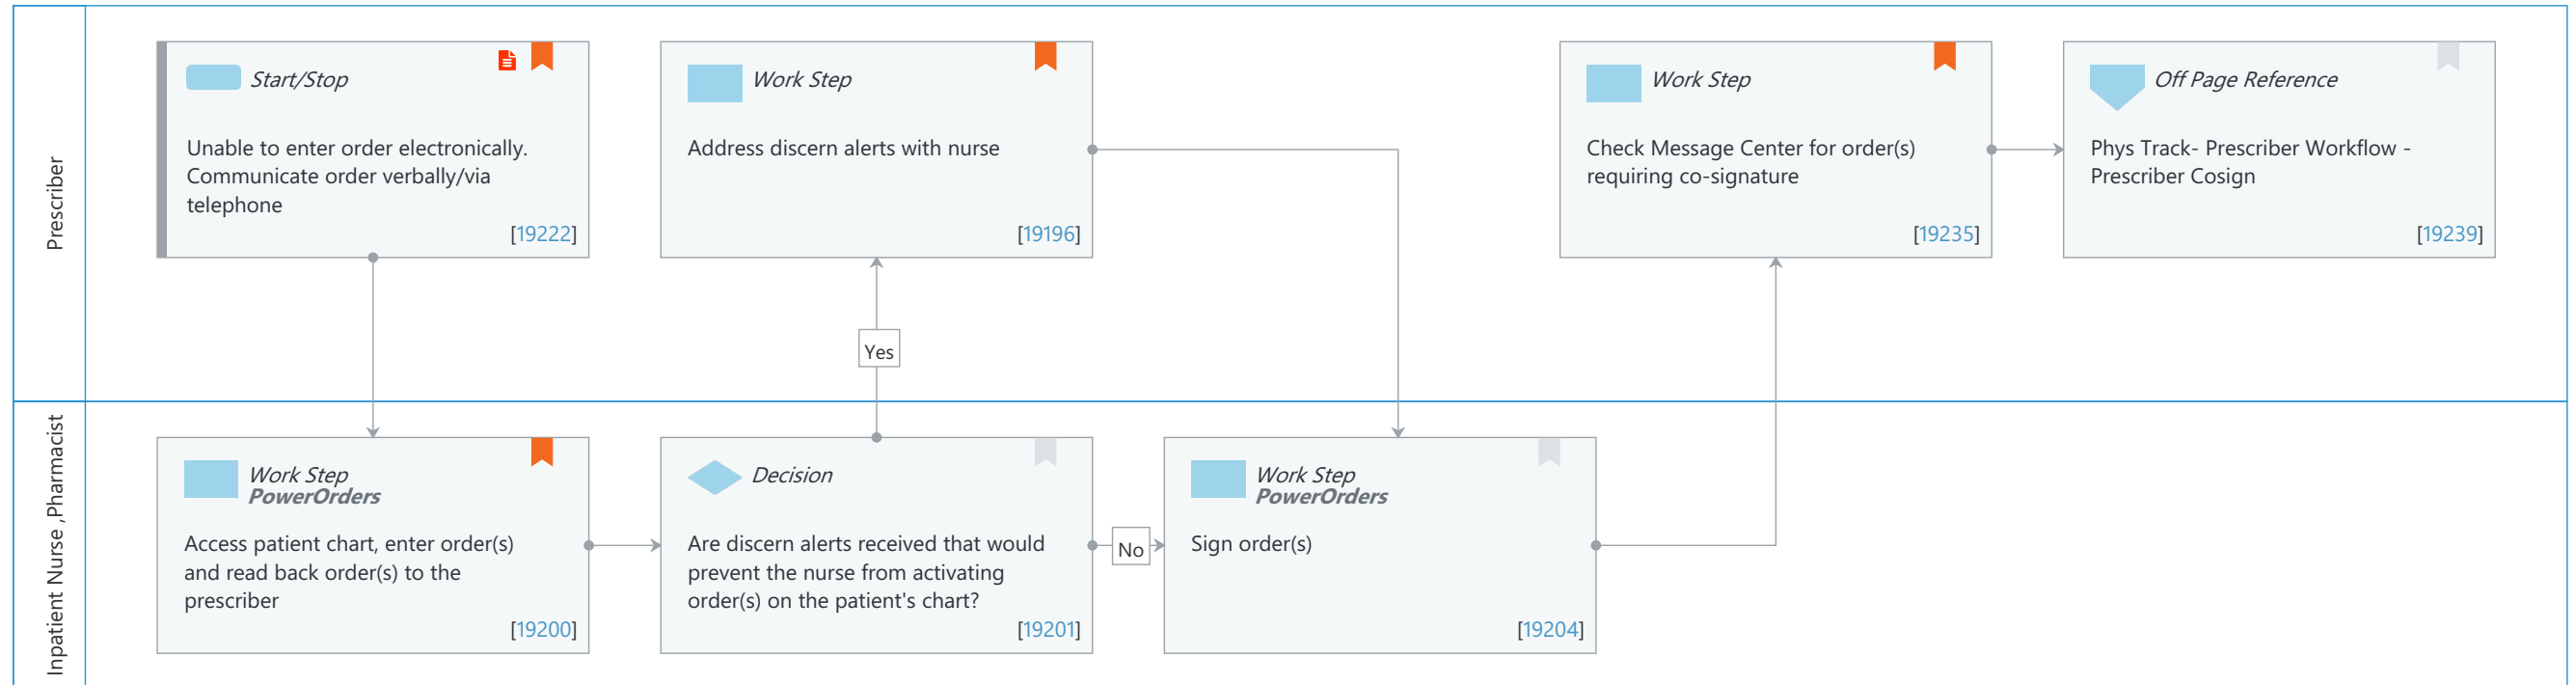 Prescriber
Start/Stop
Unable to enter order electronically.
Communicate order verbally/via
telephone
[19222]
Work Step
Address discern alerts with nurse
[19196]
Work Step
Check Message Center for order(s)
requiring co-signature
[19235]
Off Page Reference
Phys Track- Prescriber Workflow -
Prescriber Cosign
[19239]
Yes
Inpatient Nurse ,Pharmacist
Work Step
PowerOrders
Access patient chart, enter order(s)
and read back order(s) to the
prescriber
[19200]
Decision
Are discern alerts received that would
prevent the nurse from activating
order(s) on the patient's chart?
[19201]
No
Work Step
PowerOrders
Sign order(s)
[19204]